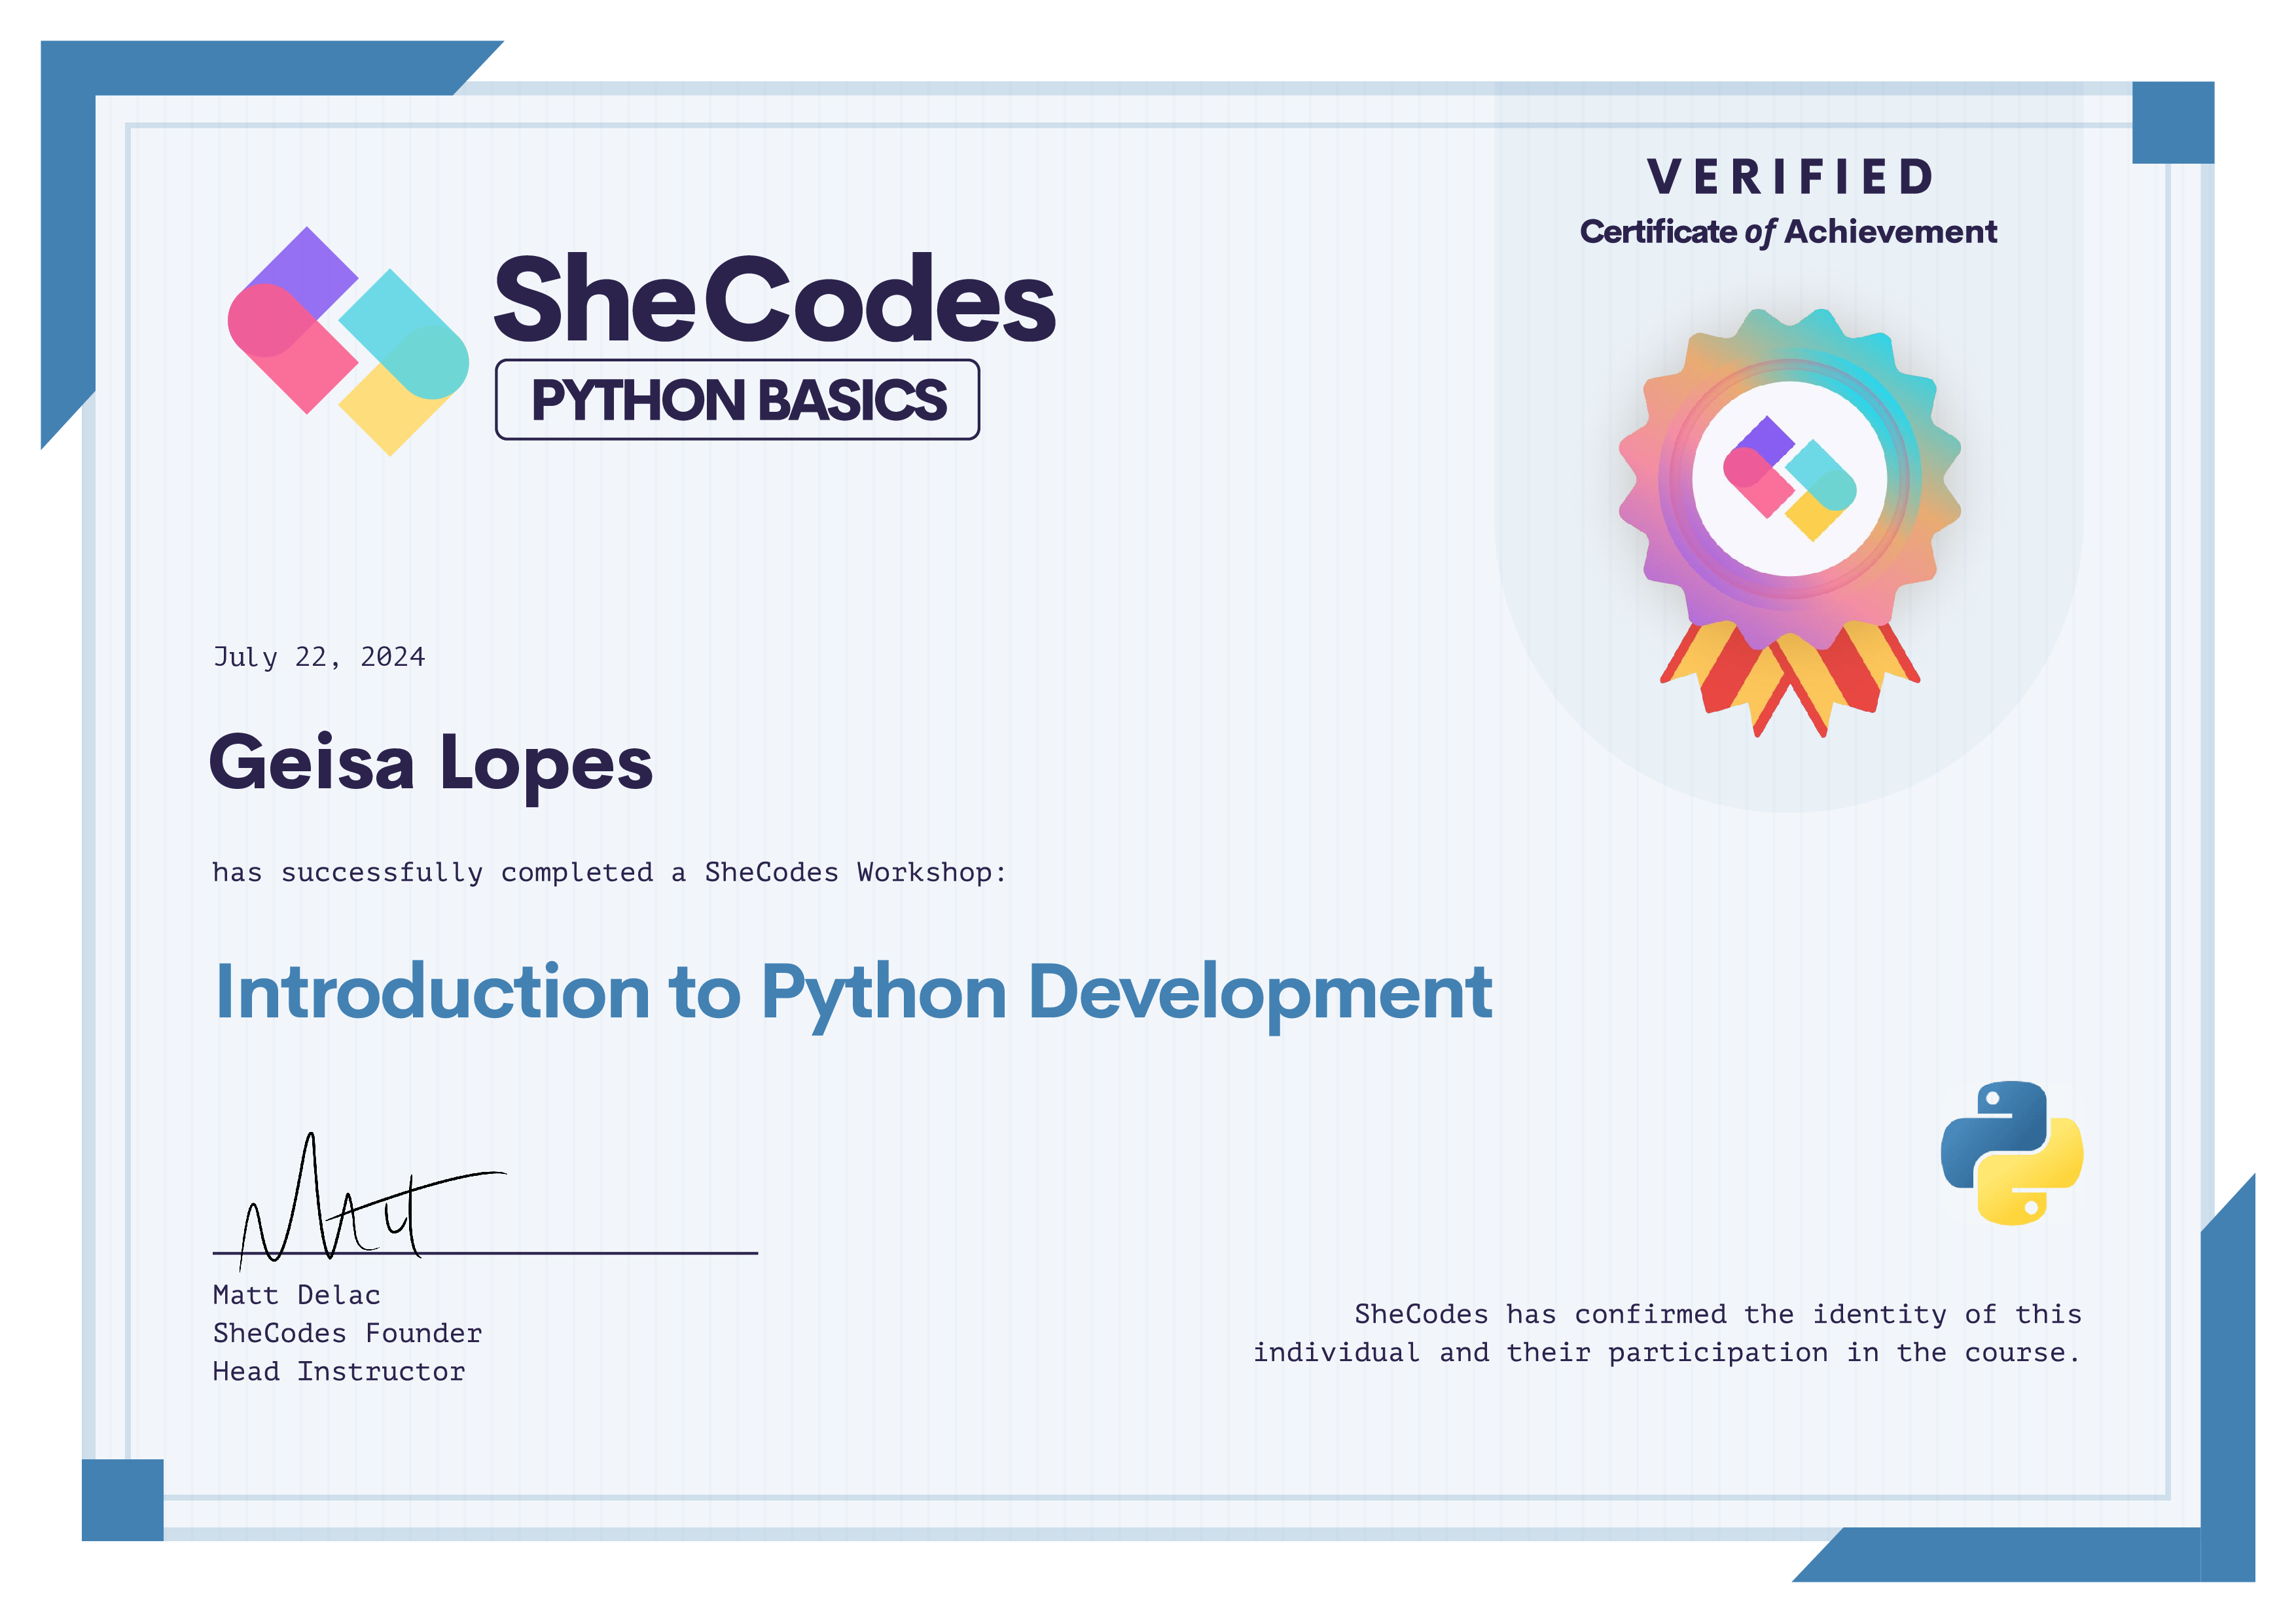 VERIFIED
Certificate of Achievement
SheCodes
PYTHON BASICS
July 22, 2024
Geisa Lopes
has successfully completed a SheCodes Workshop:
Introduction to Python Development
Matt
Matt Delac
SheCodes Founder
Head Instructor
SheCodes has confirmed the identity of this
individual and their participation in the course.